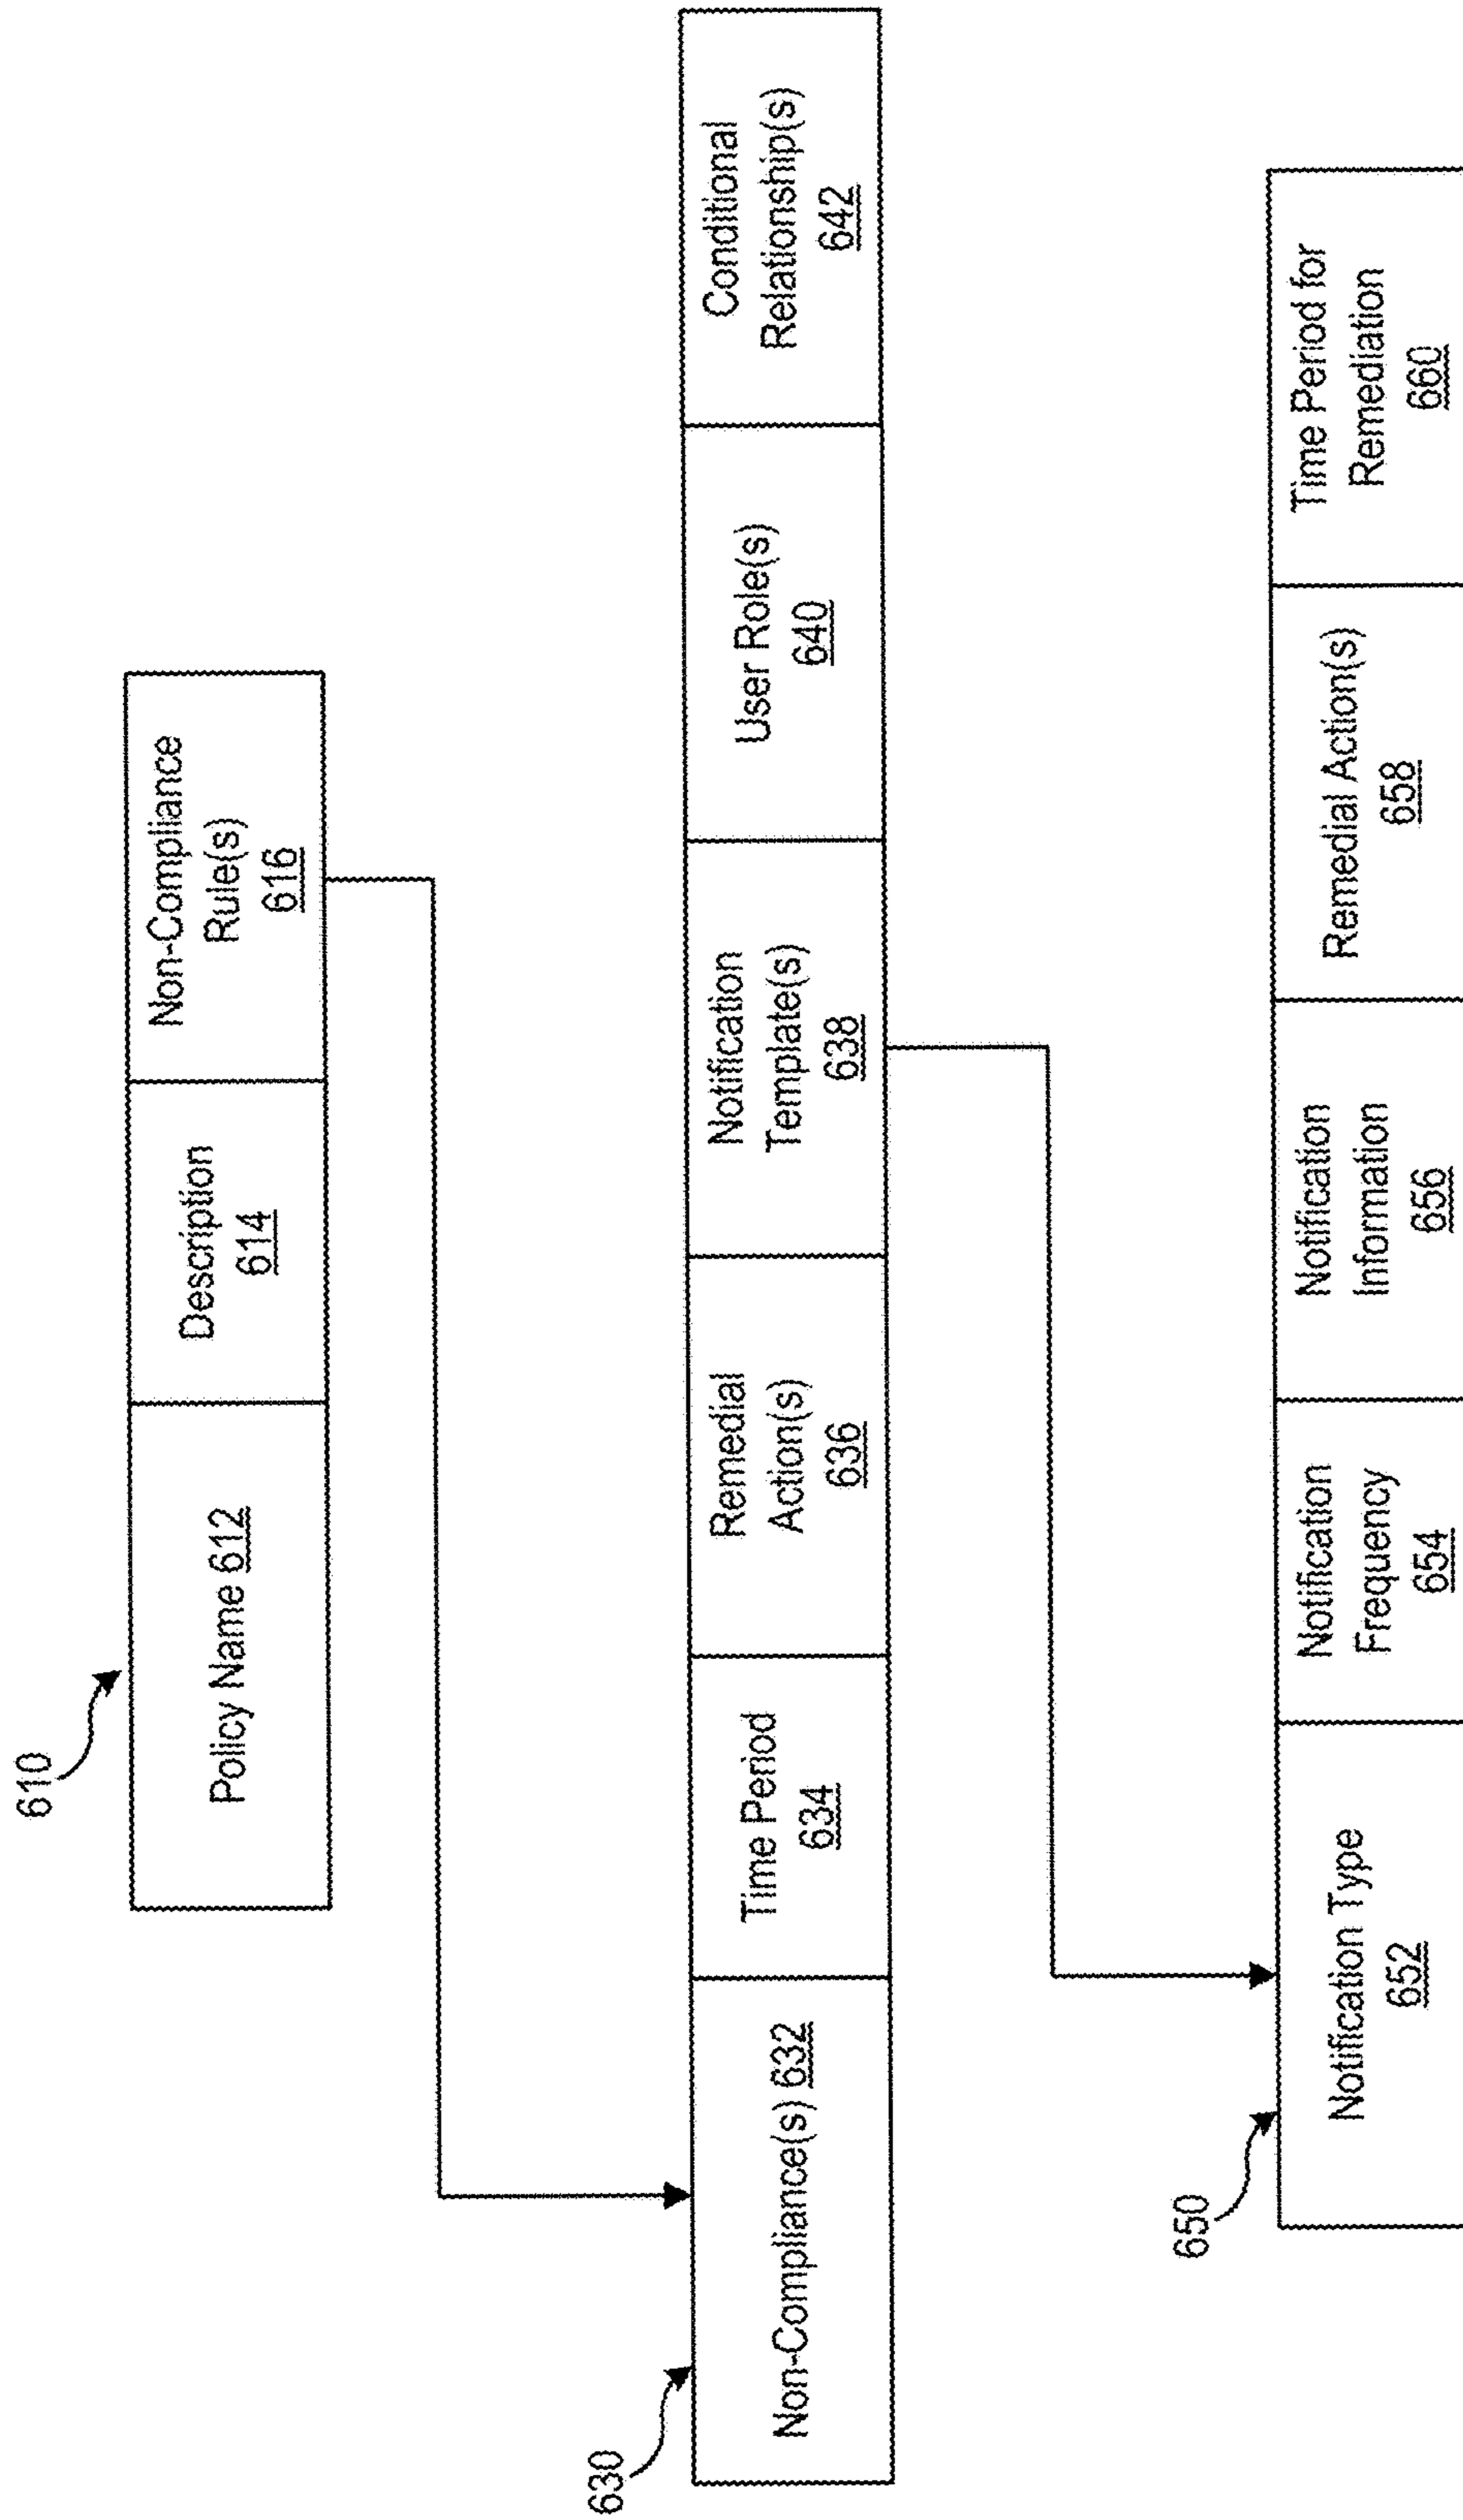 610
Policy Name 612
Description
614
Non-Compliance
Rule(s)
616
630
Non-Compliance(s) 632
Time Period
634
Remedial
Action(s)
636
Notification
Template(s)
638
User Role(s)
640
Conditional
Relationship(s)
642
650
Notification Type
652
Notification
Frequency
654
Notification
Information
656
Remedial Action(s)
658
Time Period for
Remediation
660